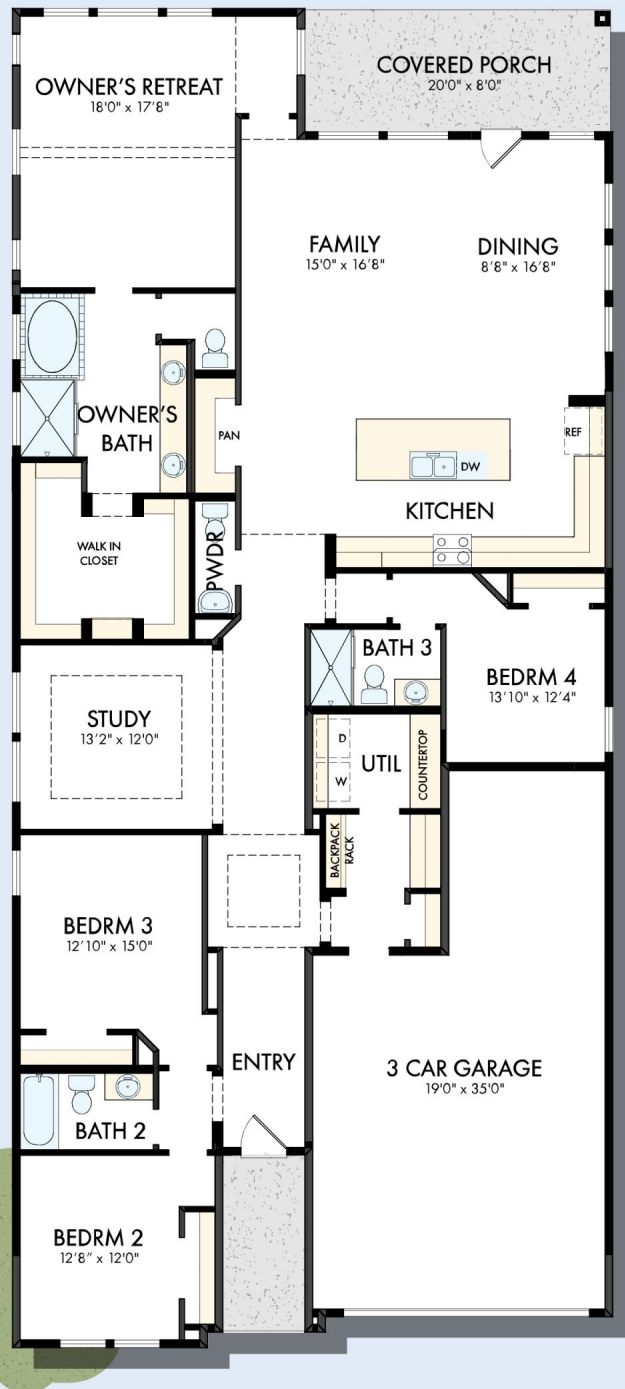 OWNER'S RETREAT
18'0" x 17'8"
COVERED PORCH
20'0" x 8'0"
FAMILY
15'0" x 16'8"
DINING
8'8" x 16'8"
OWNER'S
BATH
PAN
REF
DW
KITCHEN
WALK IN
CLOSET
PWDR
BATH 3
BEDRM 4
13'10" x 12'4"
STUDY
13'2" x 12'0"
D
W
UTIL
COUNTERTOP
BACKPACK
RACK
BEDRM 3
12'10" x 15'0"
ENTRY
3 CAR GARAGE
19'0" x 35'0"
BATH 2
BEDRM 2
12'8" x 12'0"